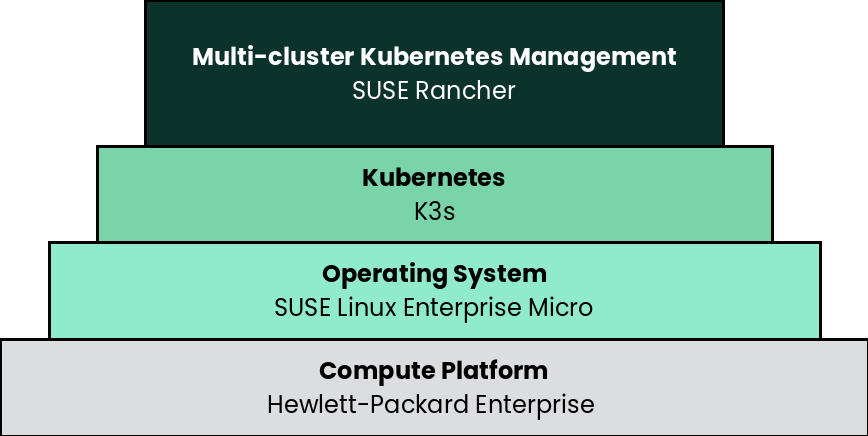 Multi-cluster Kubernetes Management
SUSE Rancher
Kubernetes
K3s
Operating System
SUSE Linux Enterprise Micro
Compute Platform
Hewlett-Packard Enterprise